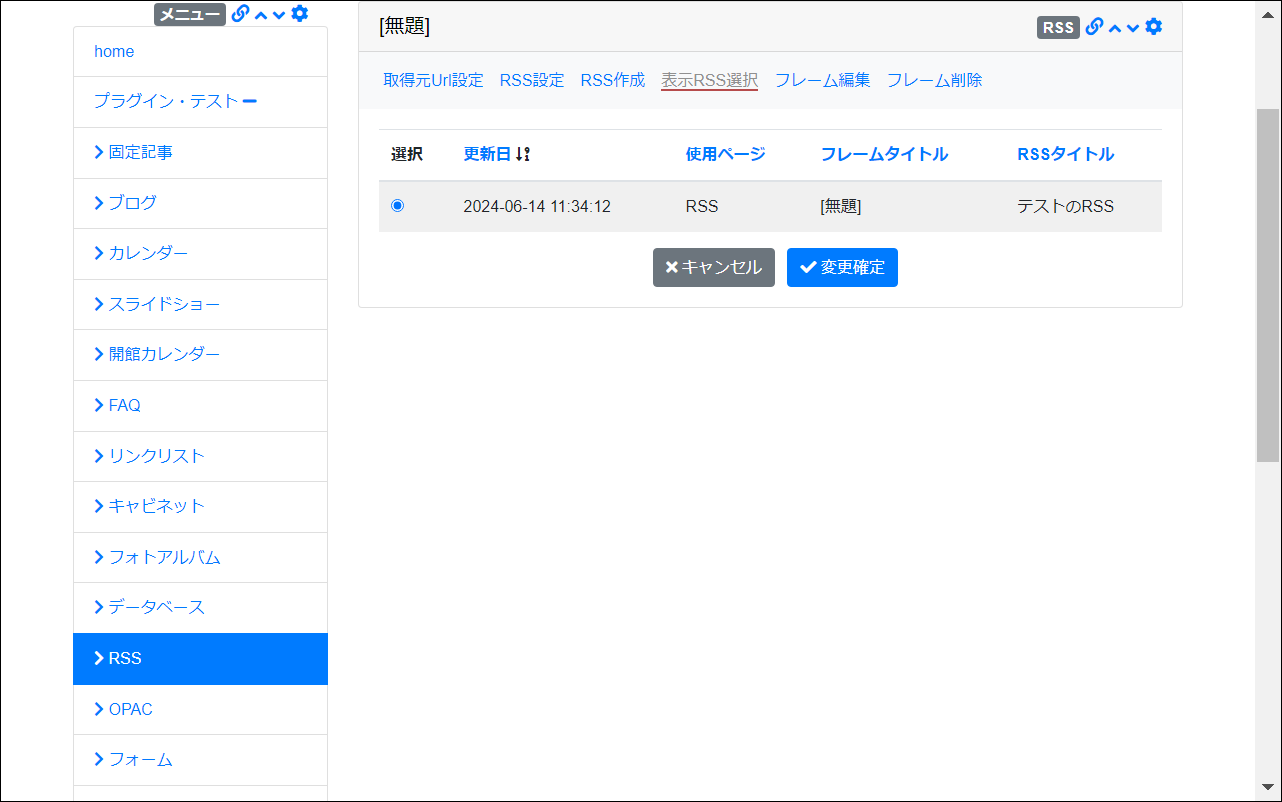 メニュー
home
プラグイン・テスト
固定記事
ブログ
カレンダー
スライドショー
開館カレンダー
FAQ
リンクリスト
キャビネット
フォトアルバム
データベース
RSS
OPAC
フォーム
[無題]
RSS
取得元Url設定 RSS設定 RSS作成 表示RSS選択 フレーム編集 フレーム削除
選択 更新日 使用ページ フレームタイトル RSSタイトル
2024-06-14 11:34:12 RSS [無題] テストのRSS
キャンセル 変更確定